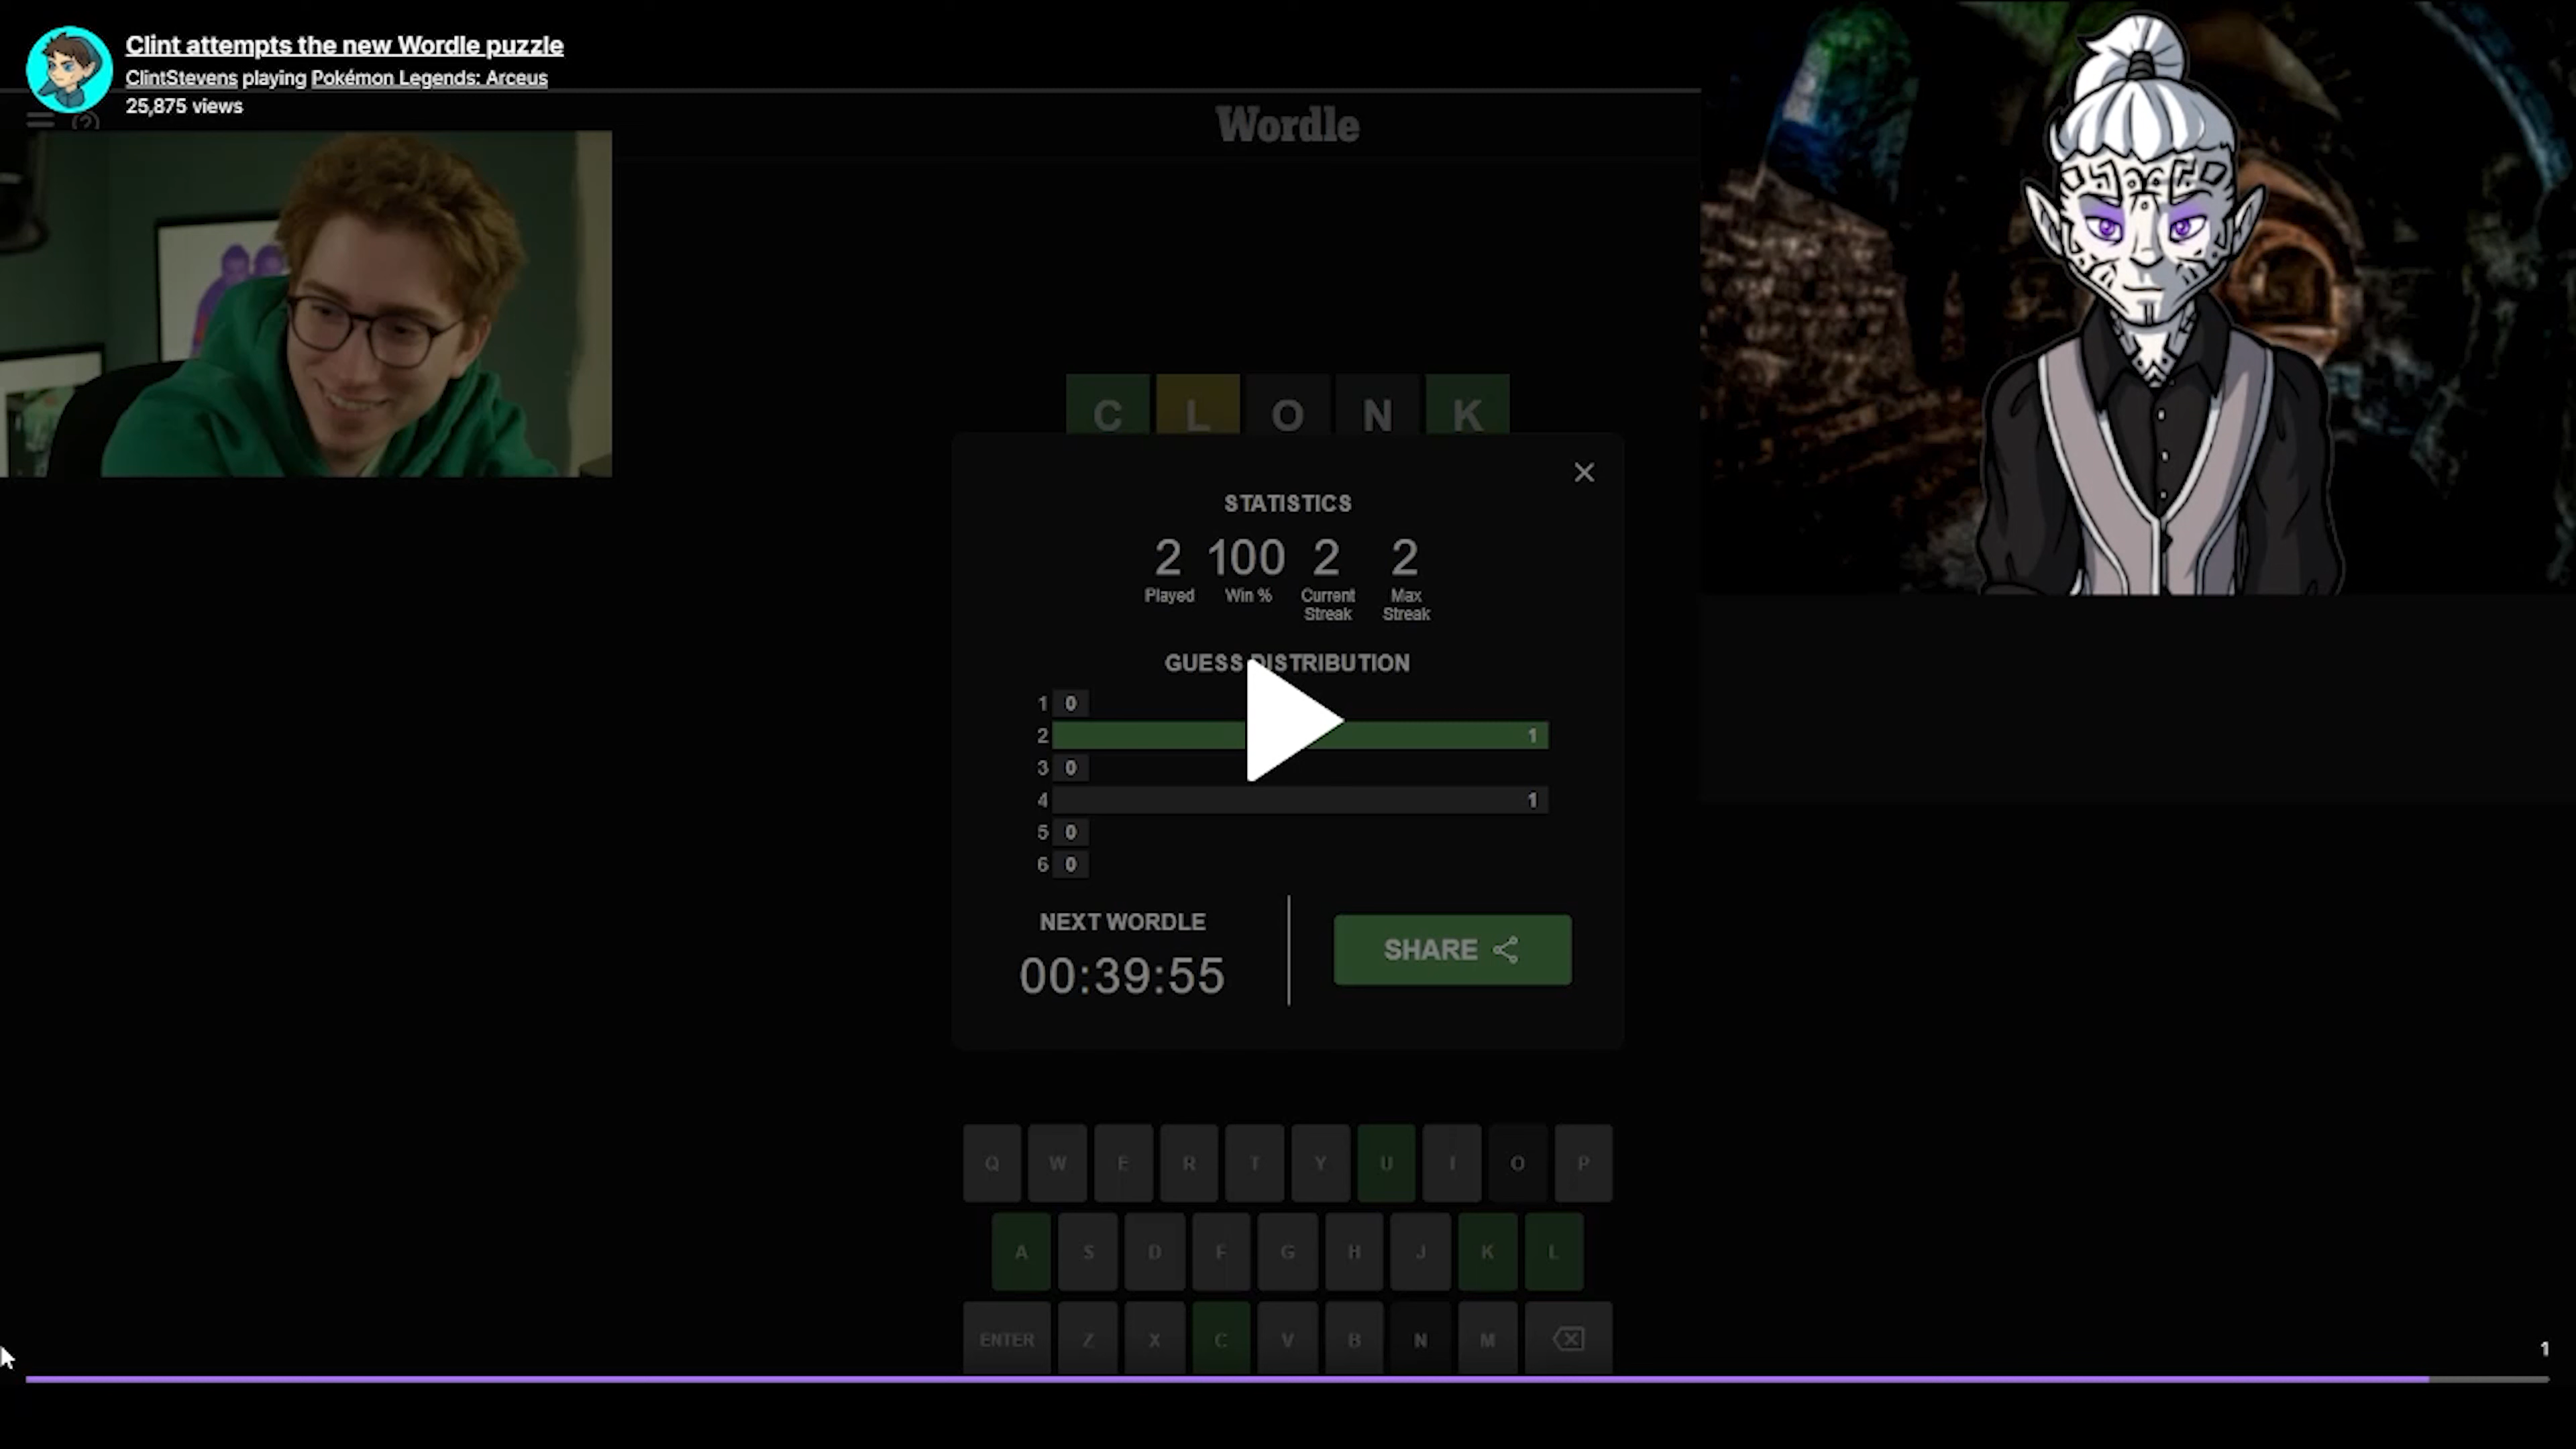 Clint attempts the new Wordle puzzle
ClintStevens playing Pokémon Legends: Arceus
25,875 views
Wordle
C L O N K
STATISTICS
2 100 2 2
Played Win % Current Streak Max Streak
GUESS DISTRIBUTION
1 0
2 1
3 0
4 1
5 0
6 0
NEXT WORDLE
00:39:55
SHARE
Q W E R T Y U I O P
A S D F G H J K L
ENTER Z X C V B N M
1